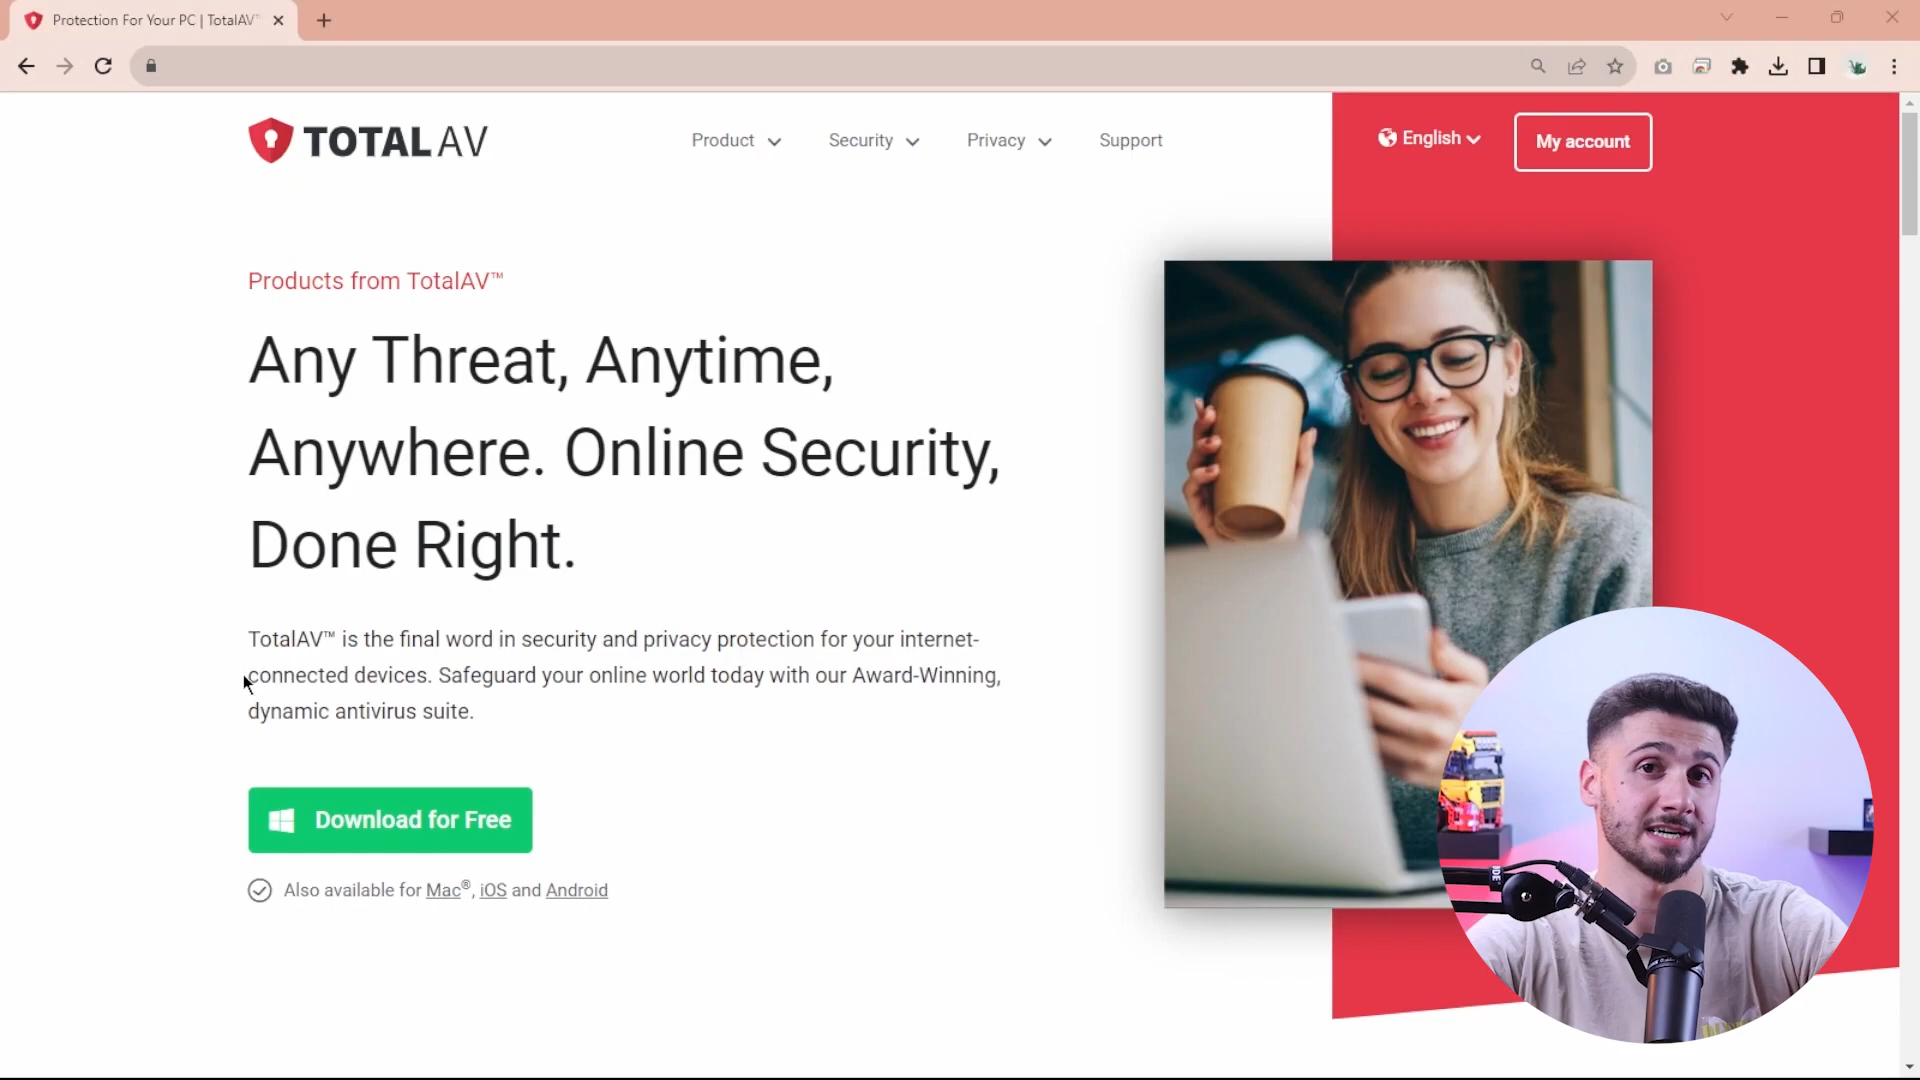 Protection For Your PC | TotalAV™
TOTAL AV
Product
Security
Privacy
Support
English
My account
Products from TotalAV™
Any Threat, Anytime,
Anywhere. Online Security,
Done Right.
TotalAV™ is the final word in security and privacy protection for your internet-
connected devices. Safeguard your online world today with our Award-Winning,
dynamic antivirus suite.
Download for Free
Also available for Mac®, iOS and Android